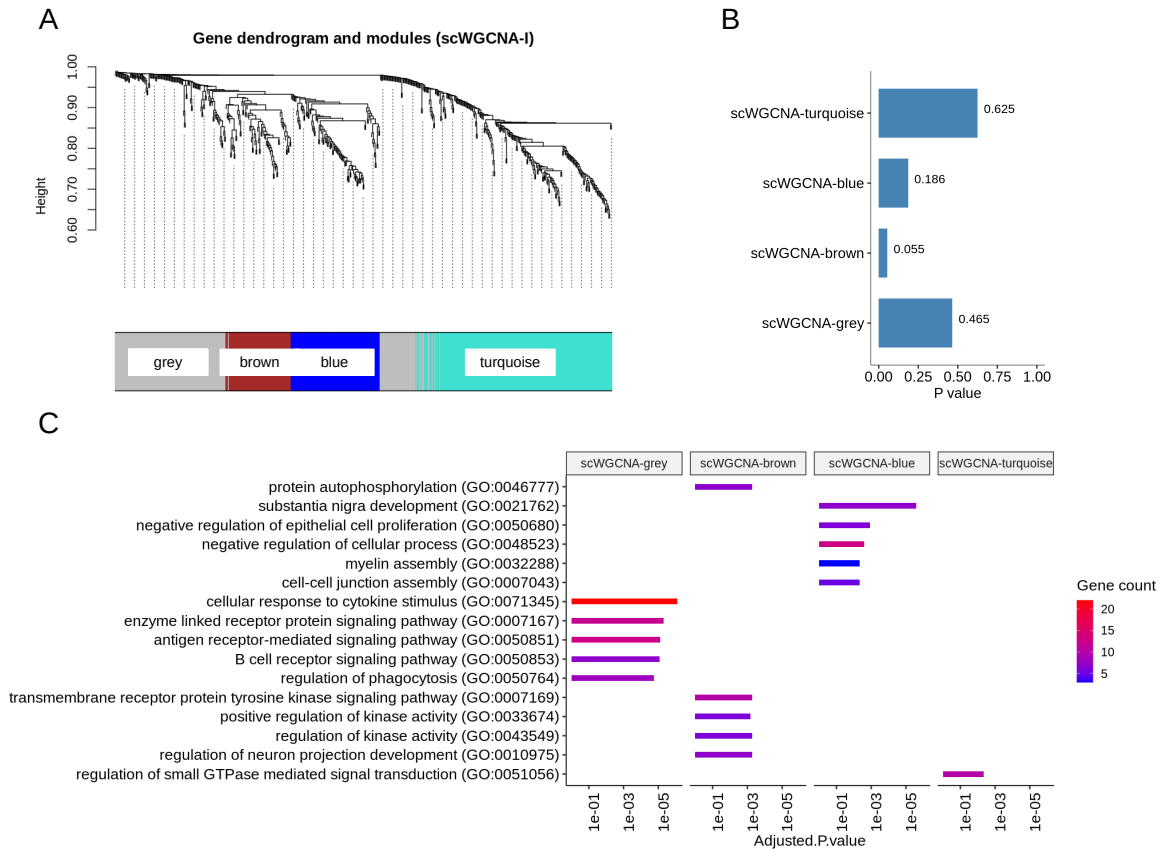 A
Gene dendrogram and modules (scWGCNA-I)
Height
1.00
0.90
0.80
0.70
0.60
grey
brown
blue
turquoise
B
scWGCNA-turquoise
0.625
scWGCNA-blue
0.186
scWGCNA-brown
0.055
scWGCNA-grey
0.465
0.00 0.25 0.50 0.75 1.00
P value
C
scWGCNA-grey scWGCNA-brown scWGCNA-blue scWGCNA-turquoise
protein autophosphorylation (GO:0046777)
substantia nigra development (GO:0021762)
negative regulation of epithelial cell proliferation (GO:0050680)
negative regulation of cellular process (GO:0048523)
myelin assembly (GO:0032288)
cell-cell junction assembly (GO:0007043)
cellular response to cytokine stimulus (GO:0071345)
enzyme linked receptor protein signaling pathway (GO:0007167)
antigen receptor-mediated signaling pathway (GO:0050851)
B cell receptor signaling pathway (GO:0050853)
regulation of phagocytosis (GO:0050764)
transmembrane receptor protein tyrosine kinase signaling pathway (GO:0007169)
positive regulation of kinase activity (GO:0033674)
regulation of kinase activity (GO:0043549)
regulation of neuron projection development (GO:0010975)
regulation of small GTPase mediated signal transduction (GO:0051056)
1e-01 1e-03 1e-05 1e-01 1e-03 1e-05 1e-01 1e-03 1e-05 1e-01 1e-03 1e-05
Adjusted.P.value
Gene count
20
15
10
5